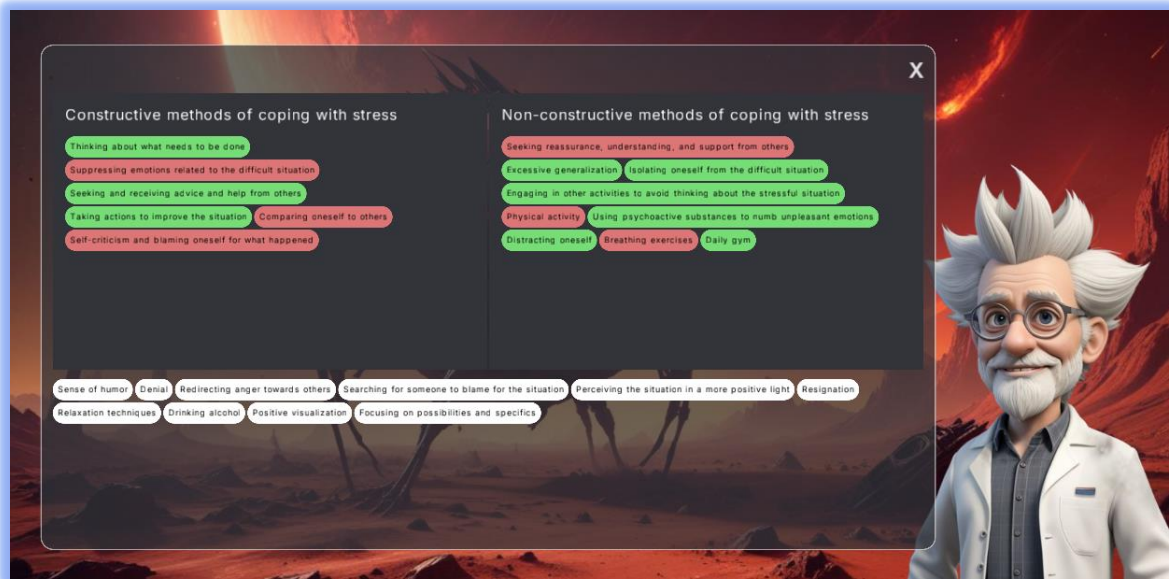 X
Constructive methods of coping with stress
Thinking about what needs to be done
Suppressing emotions related to the difficult situation
Seeking and receiving advice and help from others
Taking actions to improve the situation Comparing oneself to others
Self-criticism and blaming oneself for what happened
Non-constructive methods of coping with stress
Seeking reassurance, understanding, and support from others
Excessive generalization Isolating oneself from the difficult situation
Engaging in other activities to avoid thinking about the stressful situation
Physical activity Using psychoactive substances to numb unpleasant emotions
Distracting oneself Breathing exercises Daily gym
Sense of humor Denial Redirecting anger towards others Searching for someone to blame for the situation Perceiving the situation in a more positive light Resignation
Relaxation techniques Drinking alcohol Positive visualization Focusing on possibilities and specifics